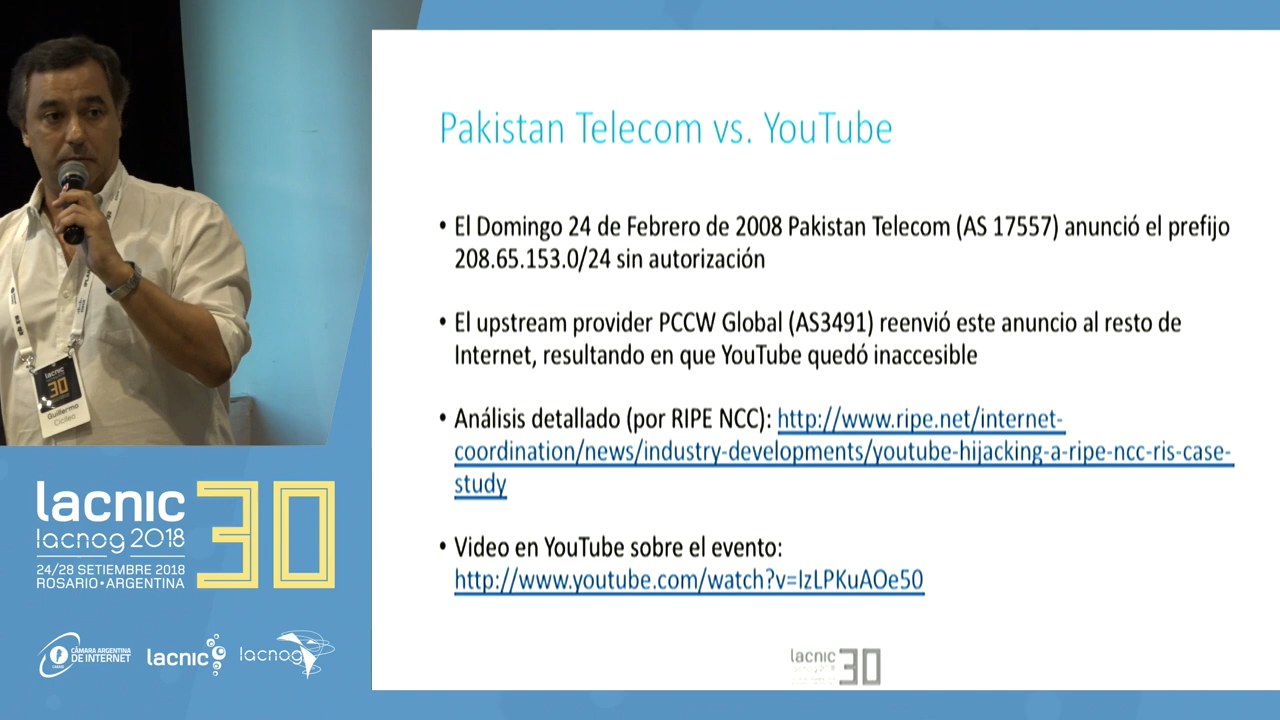 Pakistan Telecom vs. YouTube
• El Domingo 24 de Febrero de 2008 Pakistan Telecom (AS 17557) anunció el prefijo
208.65.153.0/24 sin autorización
• El upstream provider PCCW Global (AS3491) reenvió este anuncio al resto de
Internet, resultando en que YouTube quedó inaccesible
• Análisis detallado (por RIPE NCC): http://www.ripe.net/internet-
coordination/news/industry-developments/youtube-hijacking-a-ripe-ncc-ris-case-
study
• Video en YouTube sobre el evento:
http://www.youtube.com/watch?v=IzLPKuAOe50
lacnic 30
lacnic
30
Guillermo
Cicileo
lacnic 30
lacnog 2018
24/28 SETIEMBRE 2018
ROSARIO•ARGENTINA
CÁMARA ARGENTINA
DE INTERNET
lacnic
lacnog